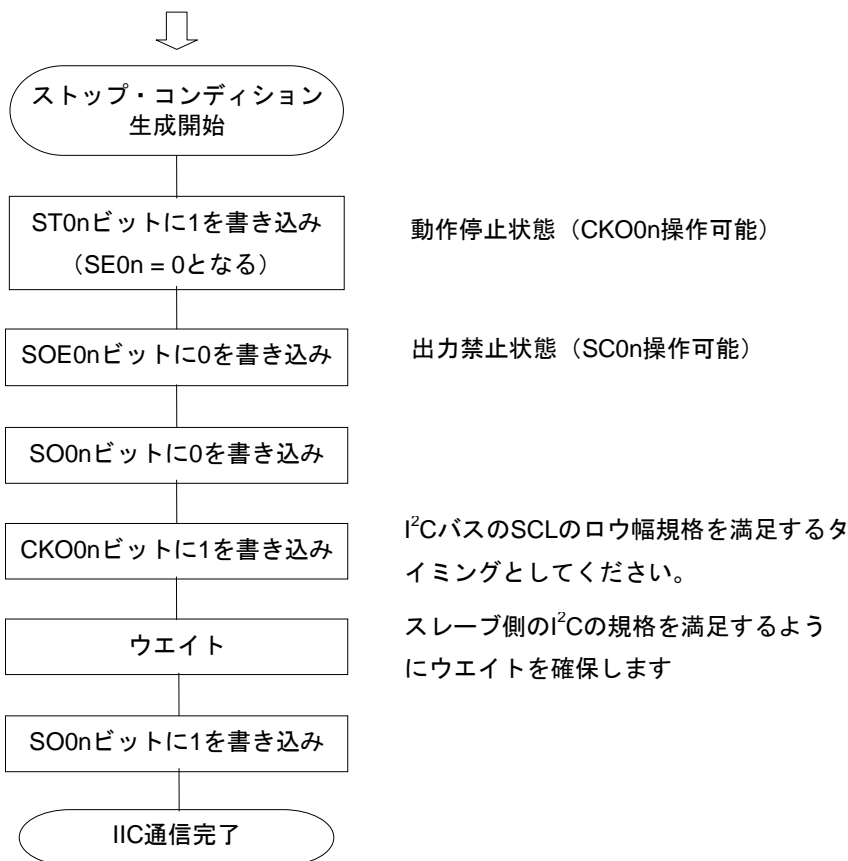 ストップ・コンディション
生成開始
ST0nビットに1を書き込み
（SE0n = 0となる）
動作停止状態（CKO0n操作可能）
SOE0nビットに0を書き込み
出力禁止状態（SC0n操作可能）
SO0nビットに0を書き込み
CKO0nビットに1を書き込み
I²CバスのSCLのロウ幅規格を満足するタ
イミングとしてください。
ウエイト
スレーブ側のI²Cの規格を満足するよう
にウエイトを確保します
SO0nビットに1を書き込み
IIC通信完了